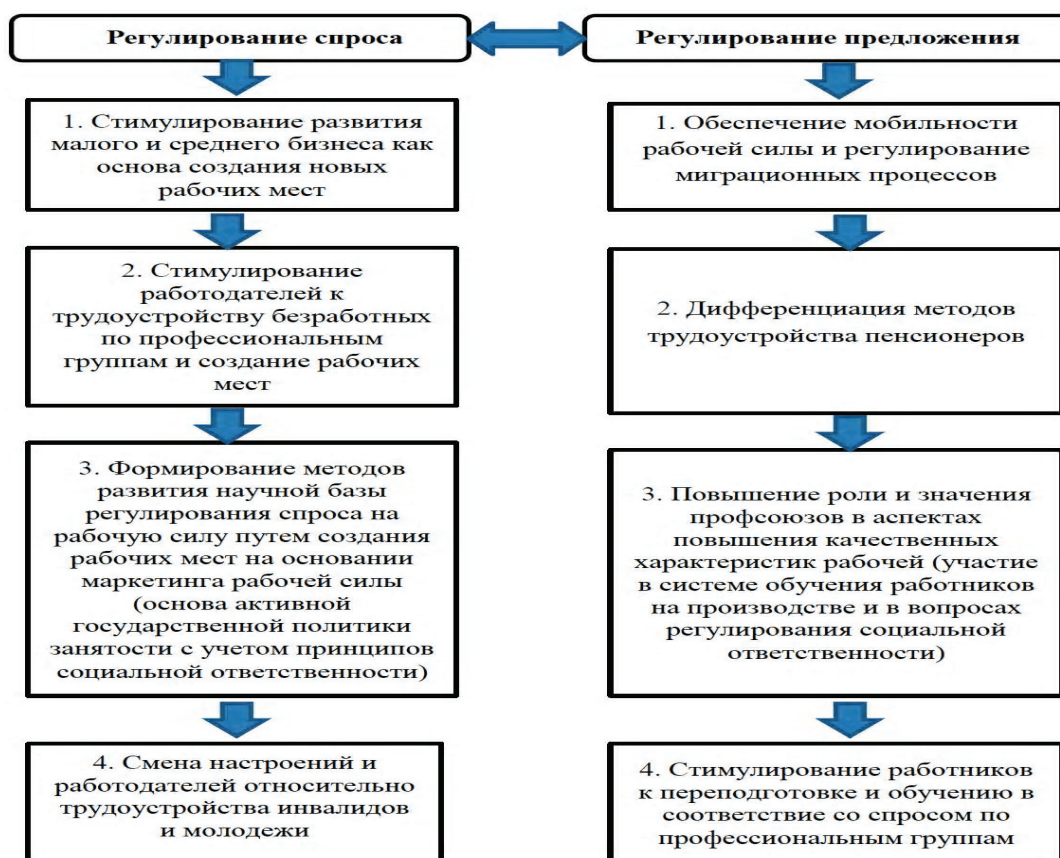 Регулирование спроса
Регулирование предложения
1. Стимулирование развития
малого и среднего бизнеса как
основа создания новых
рабочих мест
2. Стимулирование
работодателей к
трудоустройству безработных
по профессиональным
группам и создание рабочих
мест
3. Формирование методов
развития научной базы
регулирования спроса на
рабочую силу путем создания
рабочих мест на основании
маркетинга рабочей силы
(основа активной
государственной политики
занятости с учетом принципов
социальной ответственности)
4. Смена настроений и
работодателей относительно
трудоустройства инвалидов
и молодежи
1. Обеспечение мобильности
рабочей силы и регулирование
миграционных процессов
2. Дифференциация методов
трудоустройства пенсионеров
3. Повышение роли и значения
профсоюзов в аспектах
повышения качественных
характеристик рабочей (участие
в системе обучения работников
на производстве и в вопросах
регулирования социальной
ответственности)
4. Стимулирование работников
к переподготовке и обучению в
соответствие со спросом по
профессиональным группам